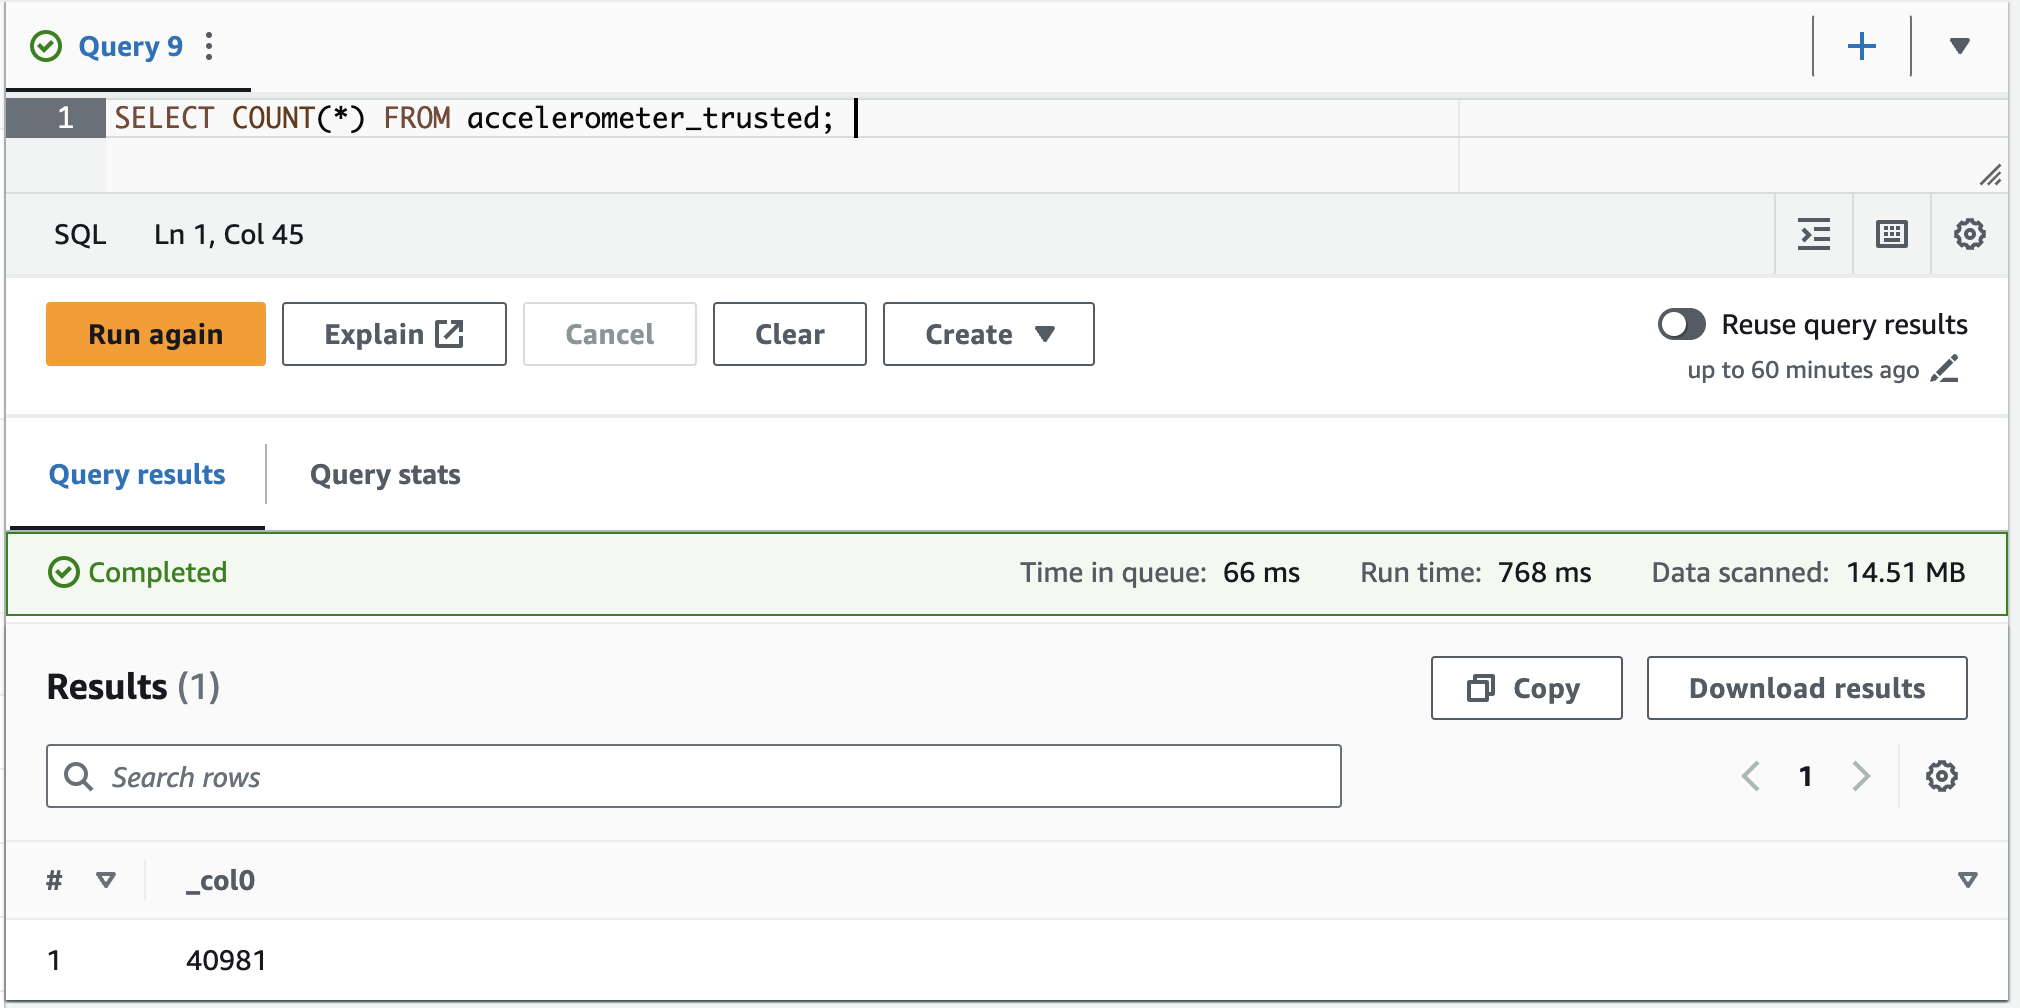 Query 9
1 SELECT COUNT(*) FROM accelerometer_trusted;
SQL Ln 1, Col 45
Run again Explain Cancel Clear Create Reuse query results
up to 60 minutes ago
Query results Query stats
Completed Time in queue: 66 ms Run time: 768 ms Data scanned: 14.51 MB
Results (1) Copy Download results
Search rows 1
# _col0
1 40981